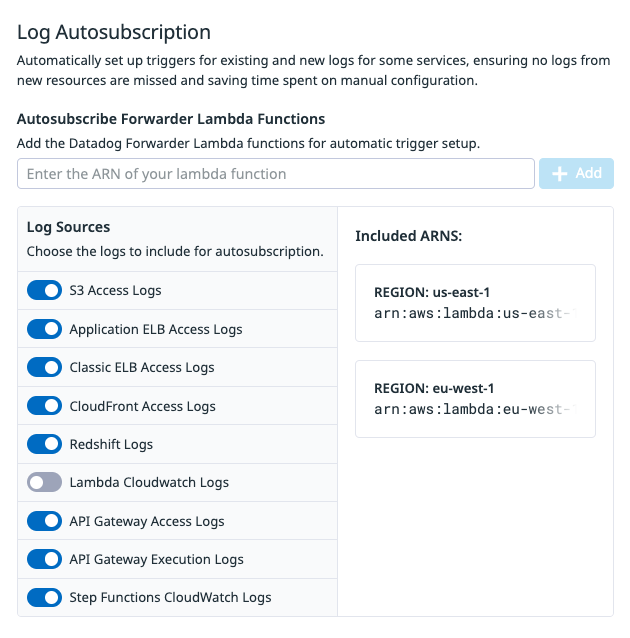 Log Autosubscription
Automatically set up triggers for existing and new logs for some services, ensuring no logs from
new resources are missed and saving time spent on manual configuration.
Autosubscribe Forwarder Lambda Functions
Add the Datadog Forwarder Lambda functions for automatic trigger setup.
Enter the ARN of your lambda function
Add
Log Sources
Choose the logs to include for autosubscription.
S3 Access Logs
Application ELB Access Logs
Classic ELB Access Logs
CloudFront Access Logs
Redshift Logs
Lambda Cloudwatch Logs
API Gateway Access Logs
API Gateway Execution Logs
Step Functions CloudWatch Logs
Included ARNS:
REGION: us-east-1
arn:aws:lambda:us-east-
REGION: eu-west-1
arn:aws:lambda:eu-west-